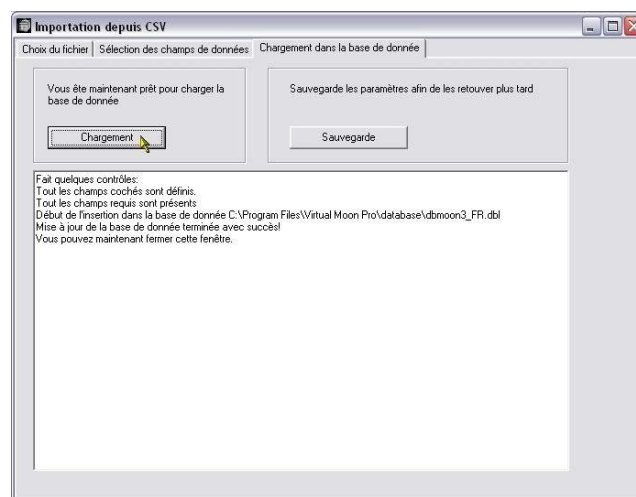 Importation depuis CSV
Choix du fichier
Sélection des champs de données
Chargement dans la base de donnée
Vous ête maintenant prêt pour charger la
base de donnée
Chargement
Sauvegarde les paramètres afin de les retouver plus tard
Sauvegarde
Fait quelques contrôles:
Tout les champs cochés sont définis.
Tout les champs requis sont présents
Début de l'insertion dans la base de donnée C:\Program Files\Virtual Moon Pro\database\dbmoon3_FR.dbl
Mise à jour de la base de donnée terminée avec succès!
Vous pouvez maintenant fermer cette fenêtre.